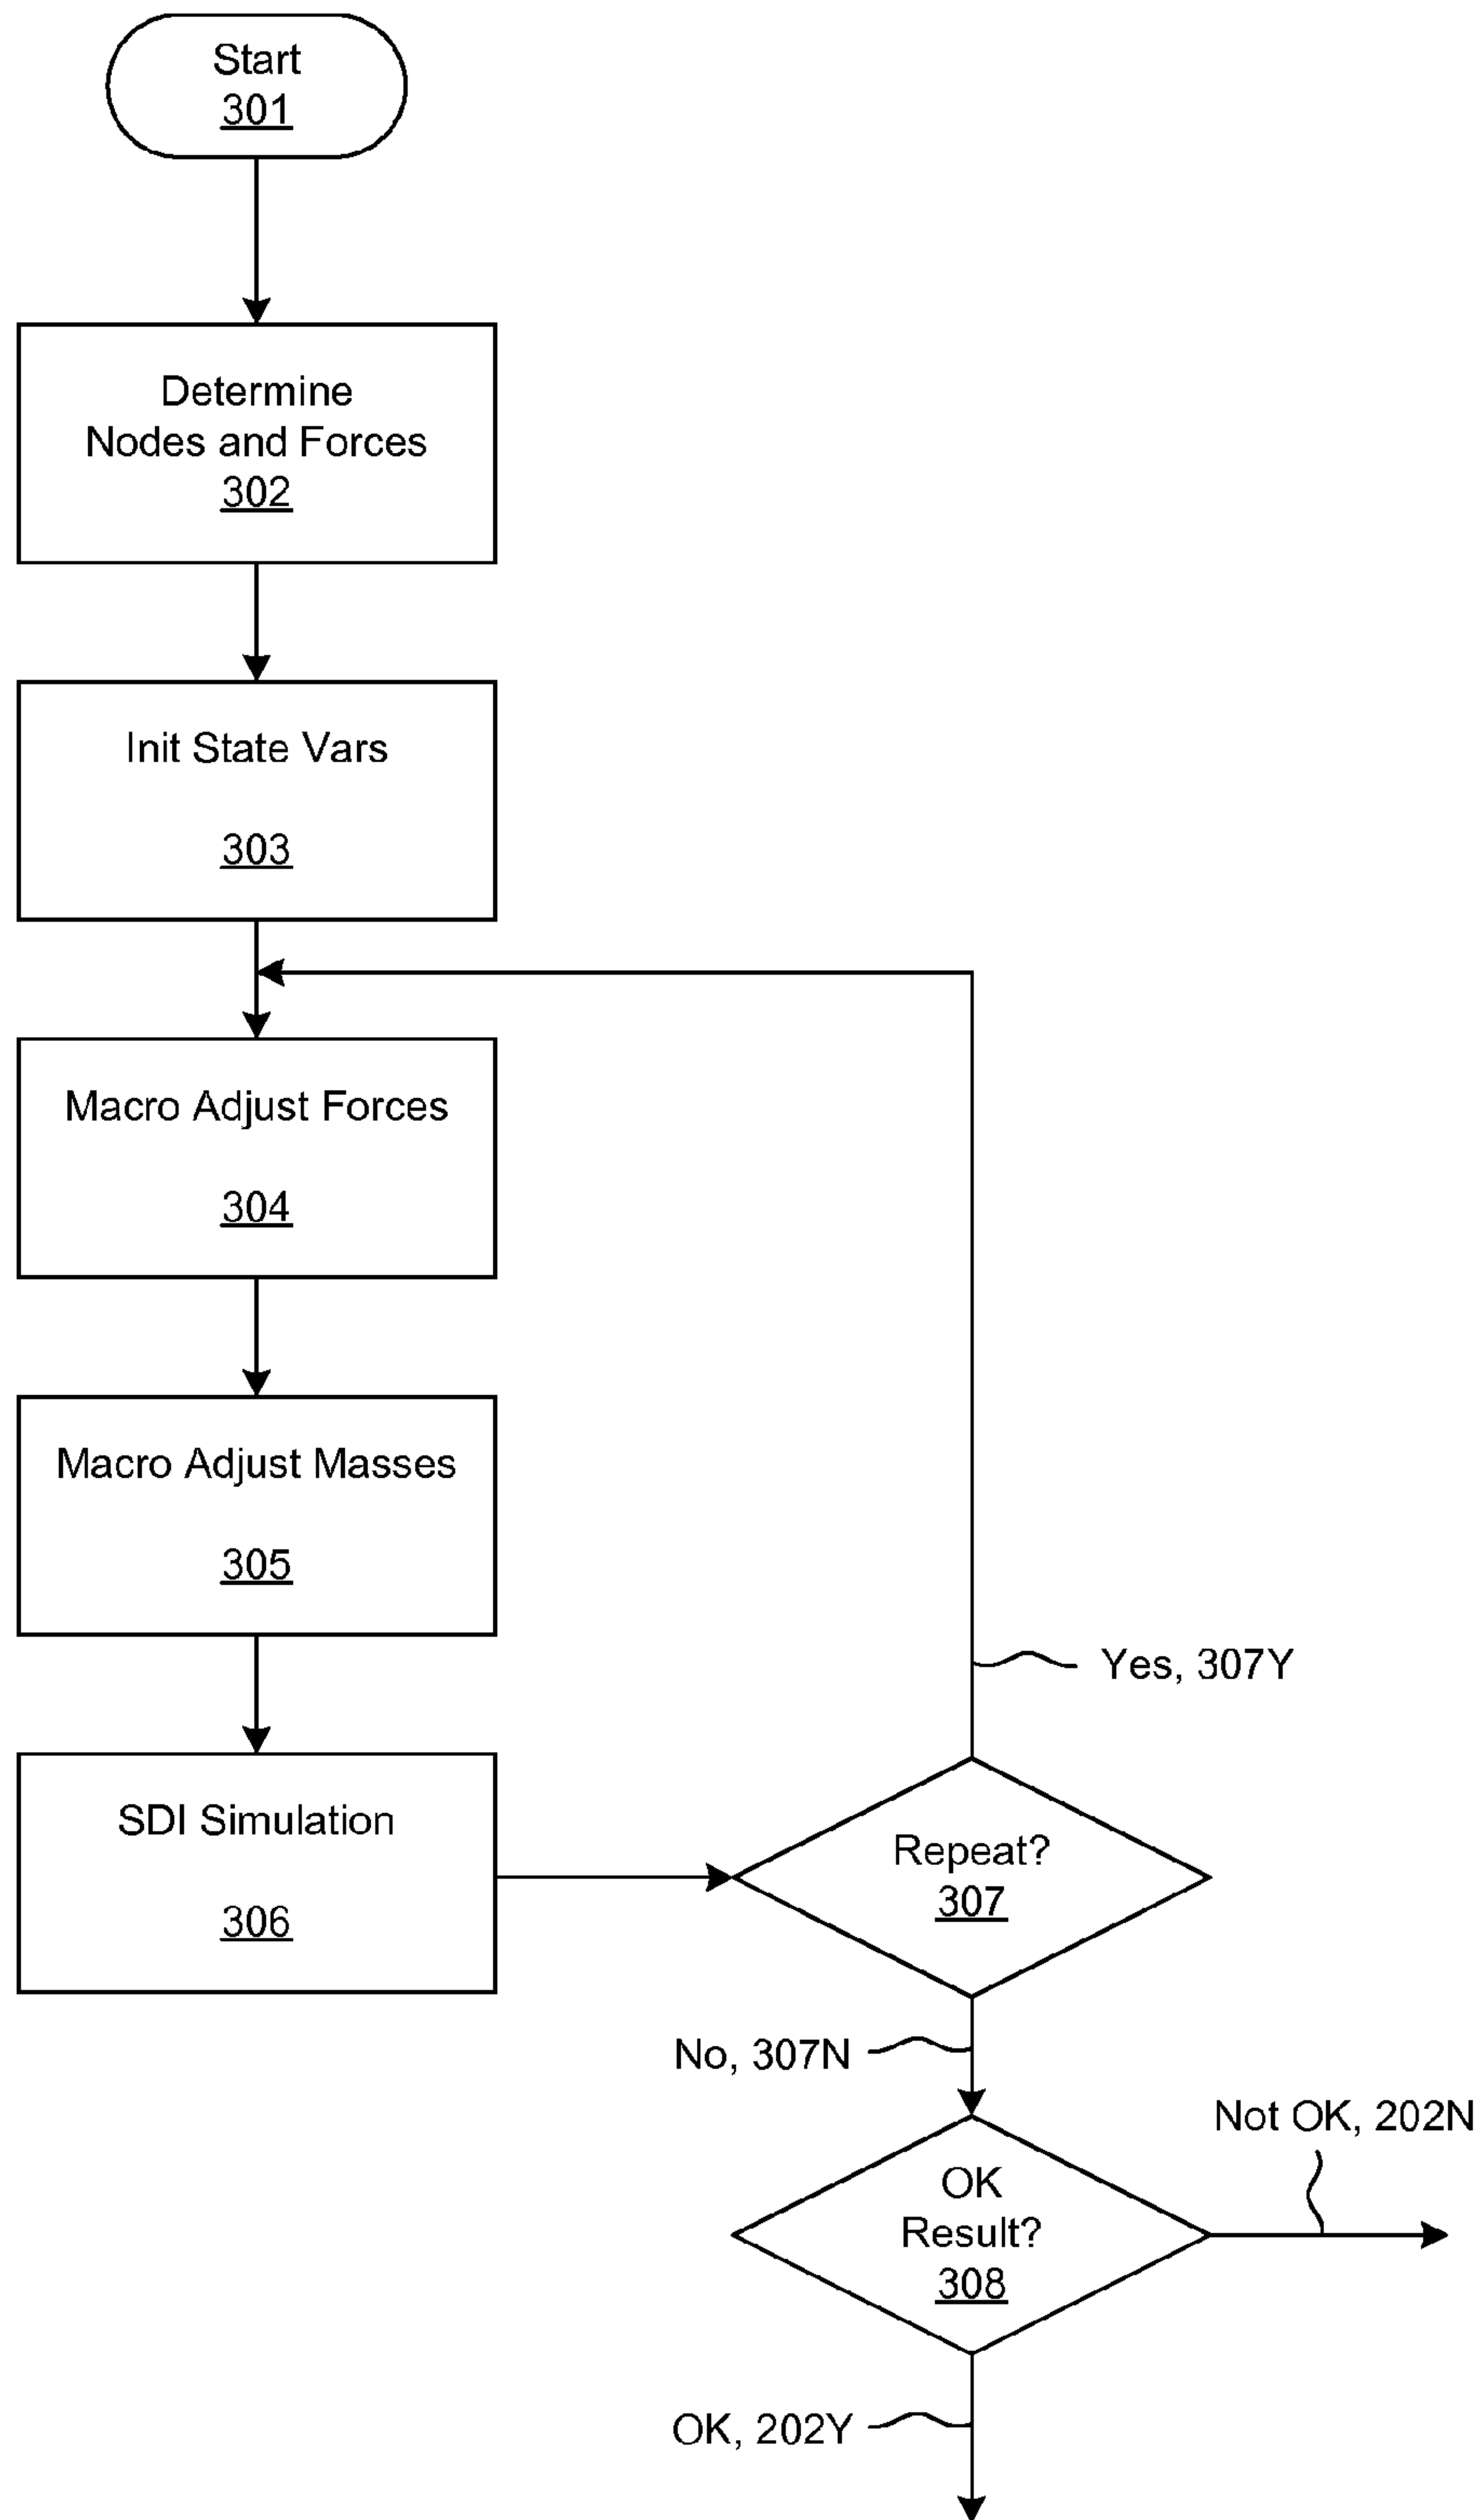 Start
301
Determine
Nodes and Forces
302
Init State Vars
303
Macro Adjust Forces
304
Macro Adjust Masses
305
Yes, 307Y
SDI Simulation
306
Repeat?
307
No, 307N
Not OK, 202N
OK
Result?
308
OK, 202Y